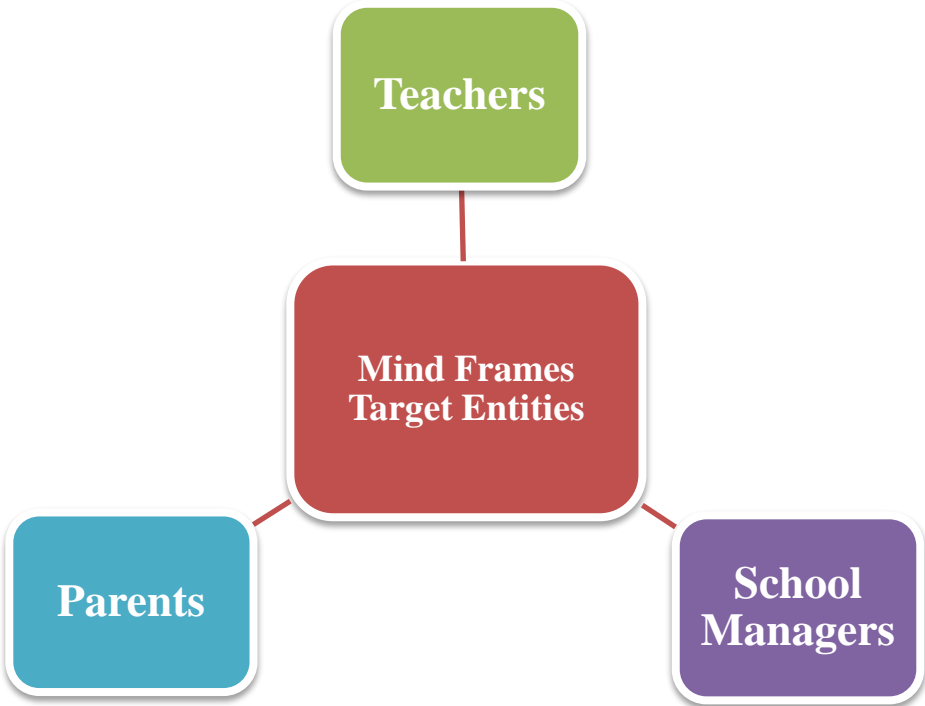 Teachers
Mind Frames
Target Entities
Parents
School
Managers